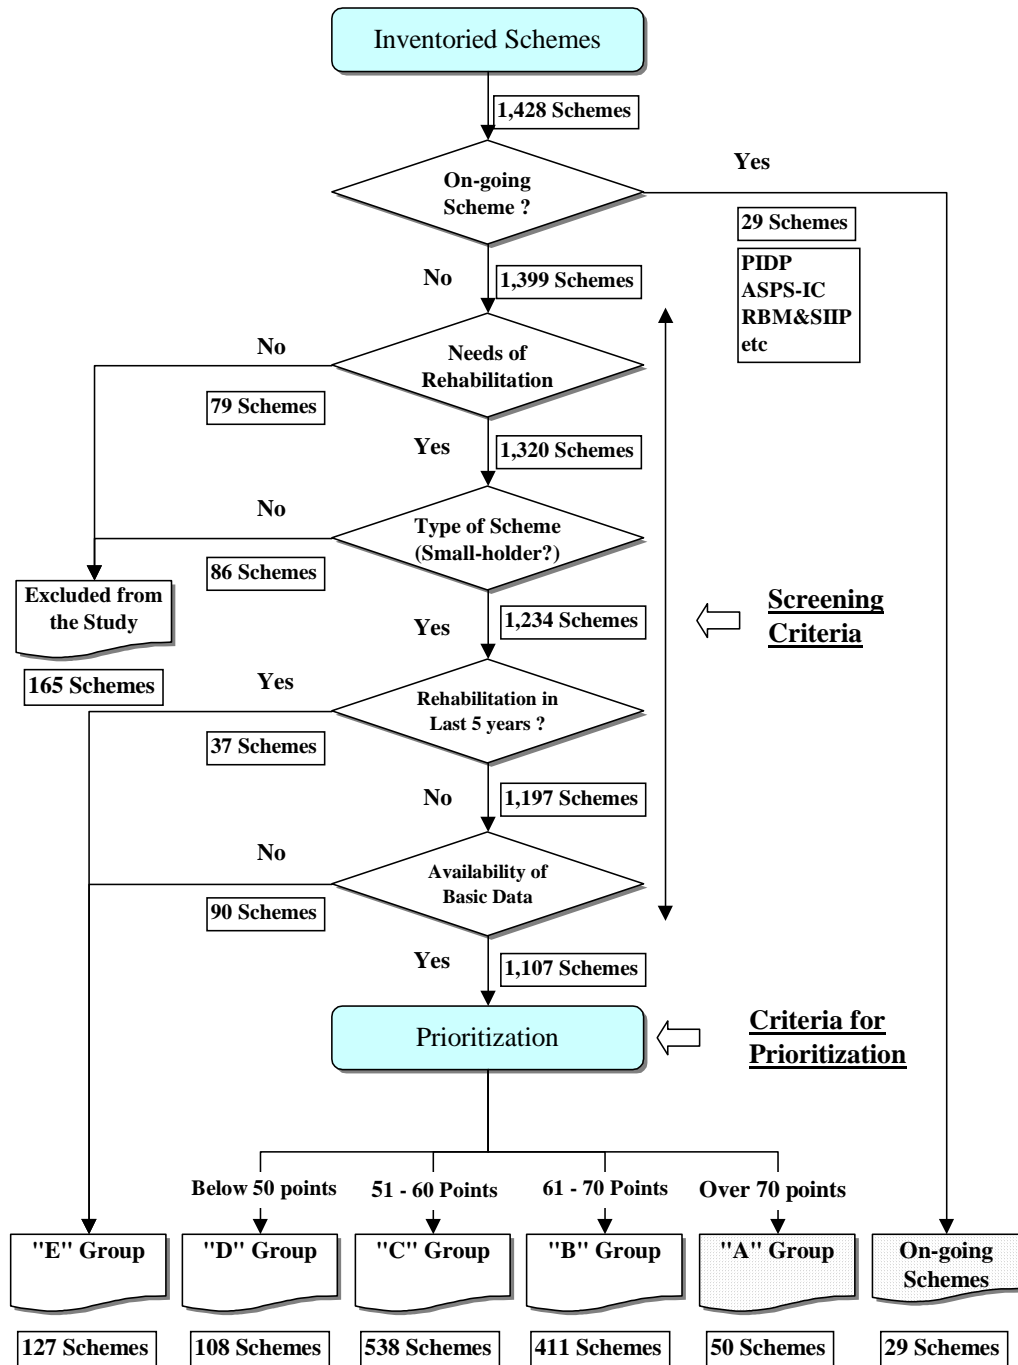 Inventoried Schemes
1,428 Schemes
On-going
Scheme ?
Yes
29 Schemes
PIDP
ASPS-IC
RBM&SIIP
etc
No
1,399 Schemes
Needs of
Rehabilitation
No
79 Schemes
Yes
1,320 Schemes
Type of Scheme
(Small-holder?)
No
86 Schemes
Excluded from
the Study
165 Schemes
Yes
1,234 Schemes
Screening
Criteria
Rehabilitation in
Last 5 years ?
Yes
37 Schemes
No
1,197 Schemes
Availability of
Basic Data
No
90 Schemes
Yes
1,107 Schemes
Prioritization
Criteria for
Prioritization
Below 50 points
51 - 60 Points
61 - 70 Points
Over 70 points
"E" Group
"D" Group
"C" Group
"B" Group
"A" Group
On-going
Schemes
127 Schemes
108 Schemes
538 Schemes
411 Schemes
50 Schemes
29 Schemes